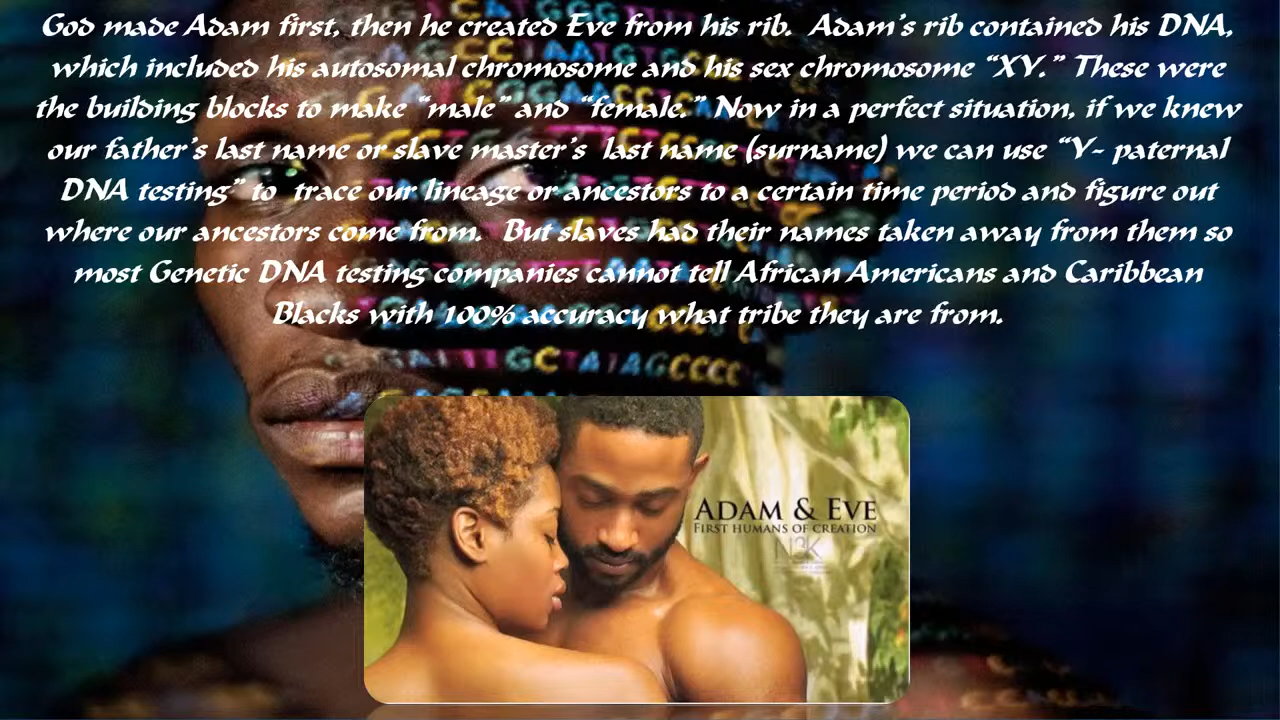 God made Adam first, then he created Eve from his rib. Adam's rib contained his DNA,
which included his autosomal chromosome and his sex chromosome “XY.” These were
the building blocks to make “male” and “female.” Now in a perfect situation, if we knew
our father's last name or slave master's last name (surname) we can use “Y- paternal
DNA testing” to trace our lineage or ancestors to a certain time period and figure out
where our ancestors come from. But slaves had their names taken away from them so
most Genetic DNA testing companies cannot tell African Americans and Caribbean
Blacks with 100% accuracy what tribe they are from.
GCTATAGCCCC
ADAM & EVE
FIRST HUMANS OF CREATION